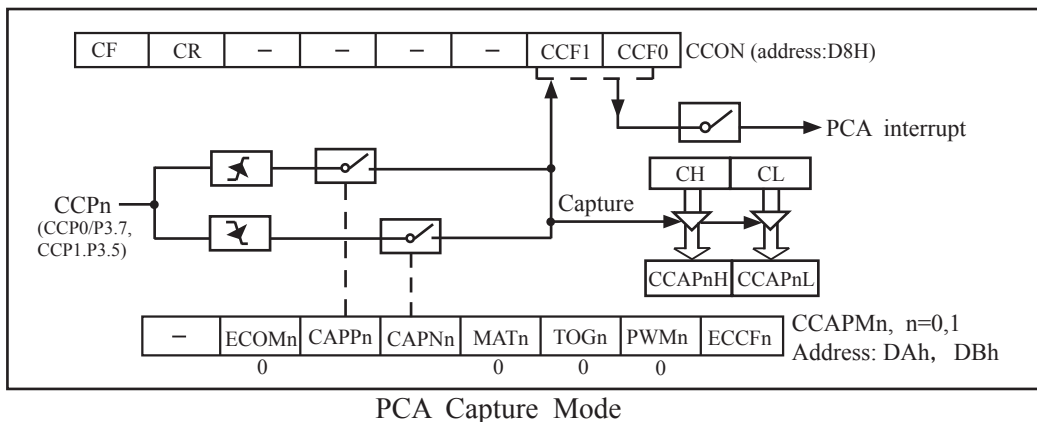 CF CR – – – – CCF1 CCF0 CCON (address:D8H)
PCA interrupt
CH CL
CCPn
(CCP0/P3.7,
CCP1.P3.5)
Capture
CCAPnH CCAPnL
– ECOMn CAPPn CAPNn MATn TOGn PWMn ECCFn
CCAPMn, n=0,1
Address: DAh, DBh
0 0 0 0
PCA Capture Mode